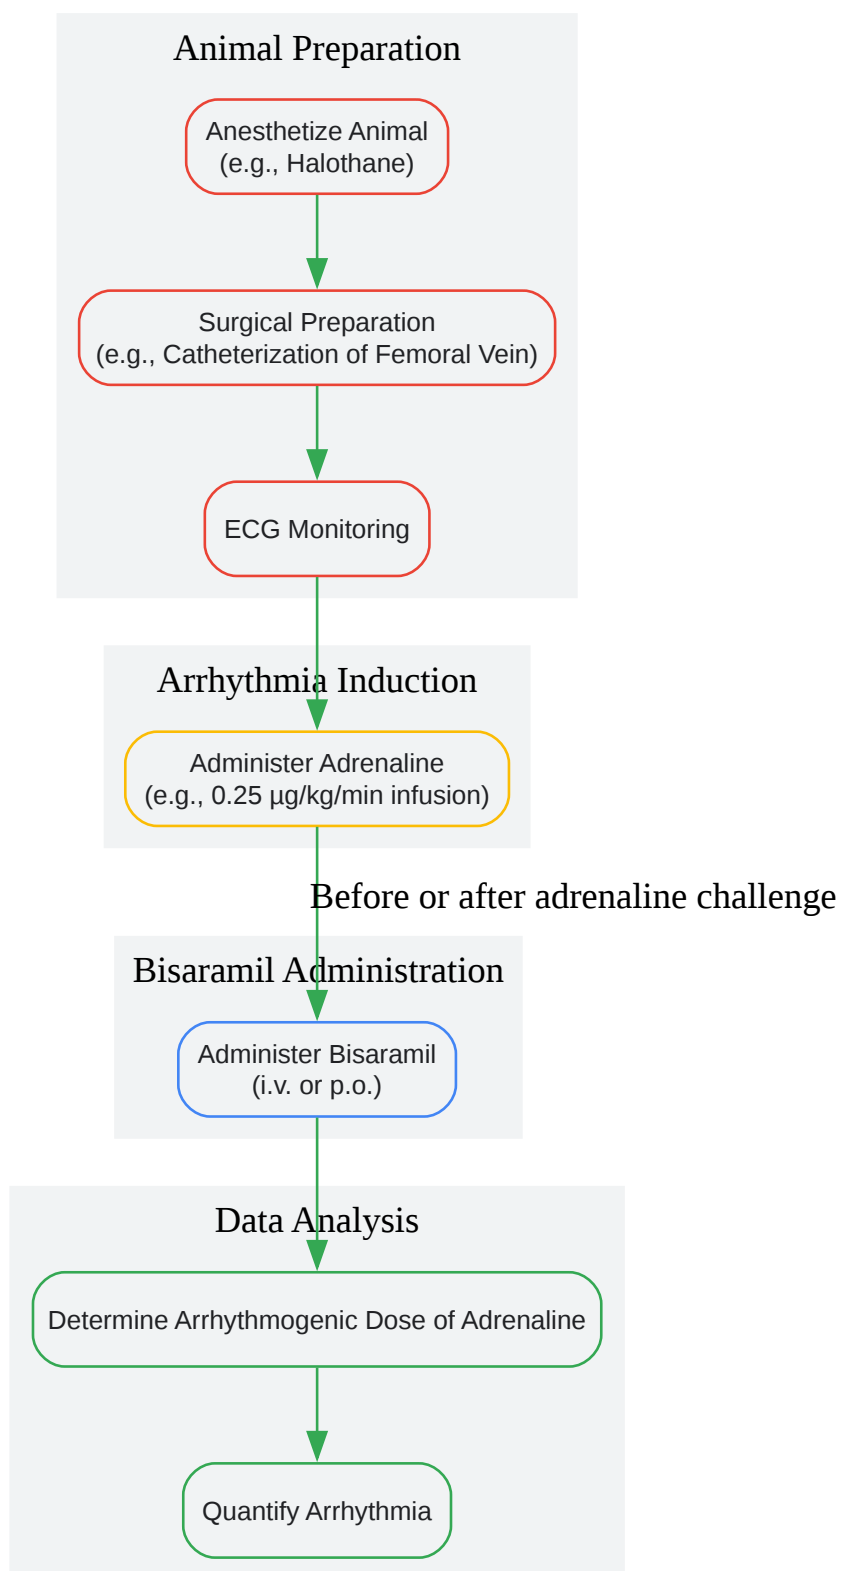 Animal Preparation
Anesthetize Animal
(e.g., Halothane)
Surgical Preparation
(e.g., Catheterization of Femoral Vein)
ECG Monitoring
Arrhythmia Induction
Administer Adrenaline
(e.g., 0.25 µg/kg/min infusion)
Before or after adrenaline challenge
Bisaramil Administration
Administer Bisaramil
(i.v. or p.o.)
Data Analysis
Determine Arrhythmogenic Dose of Adrenaline
Quantify Arrhythmia